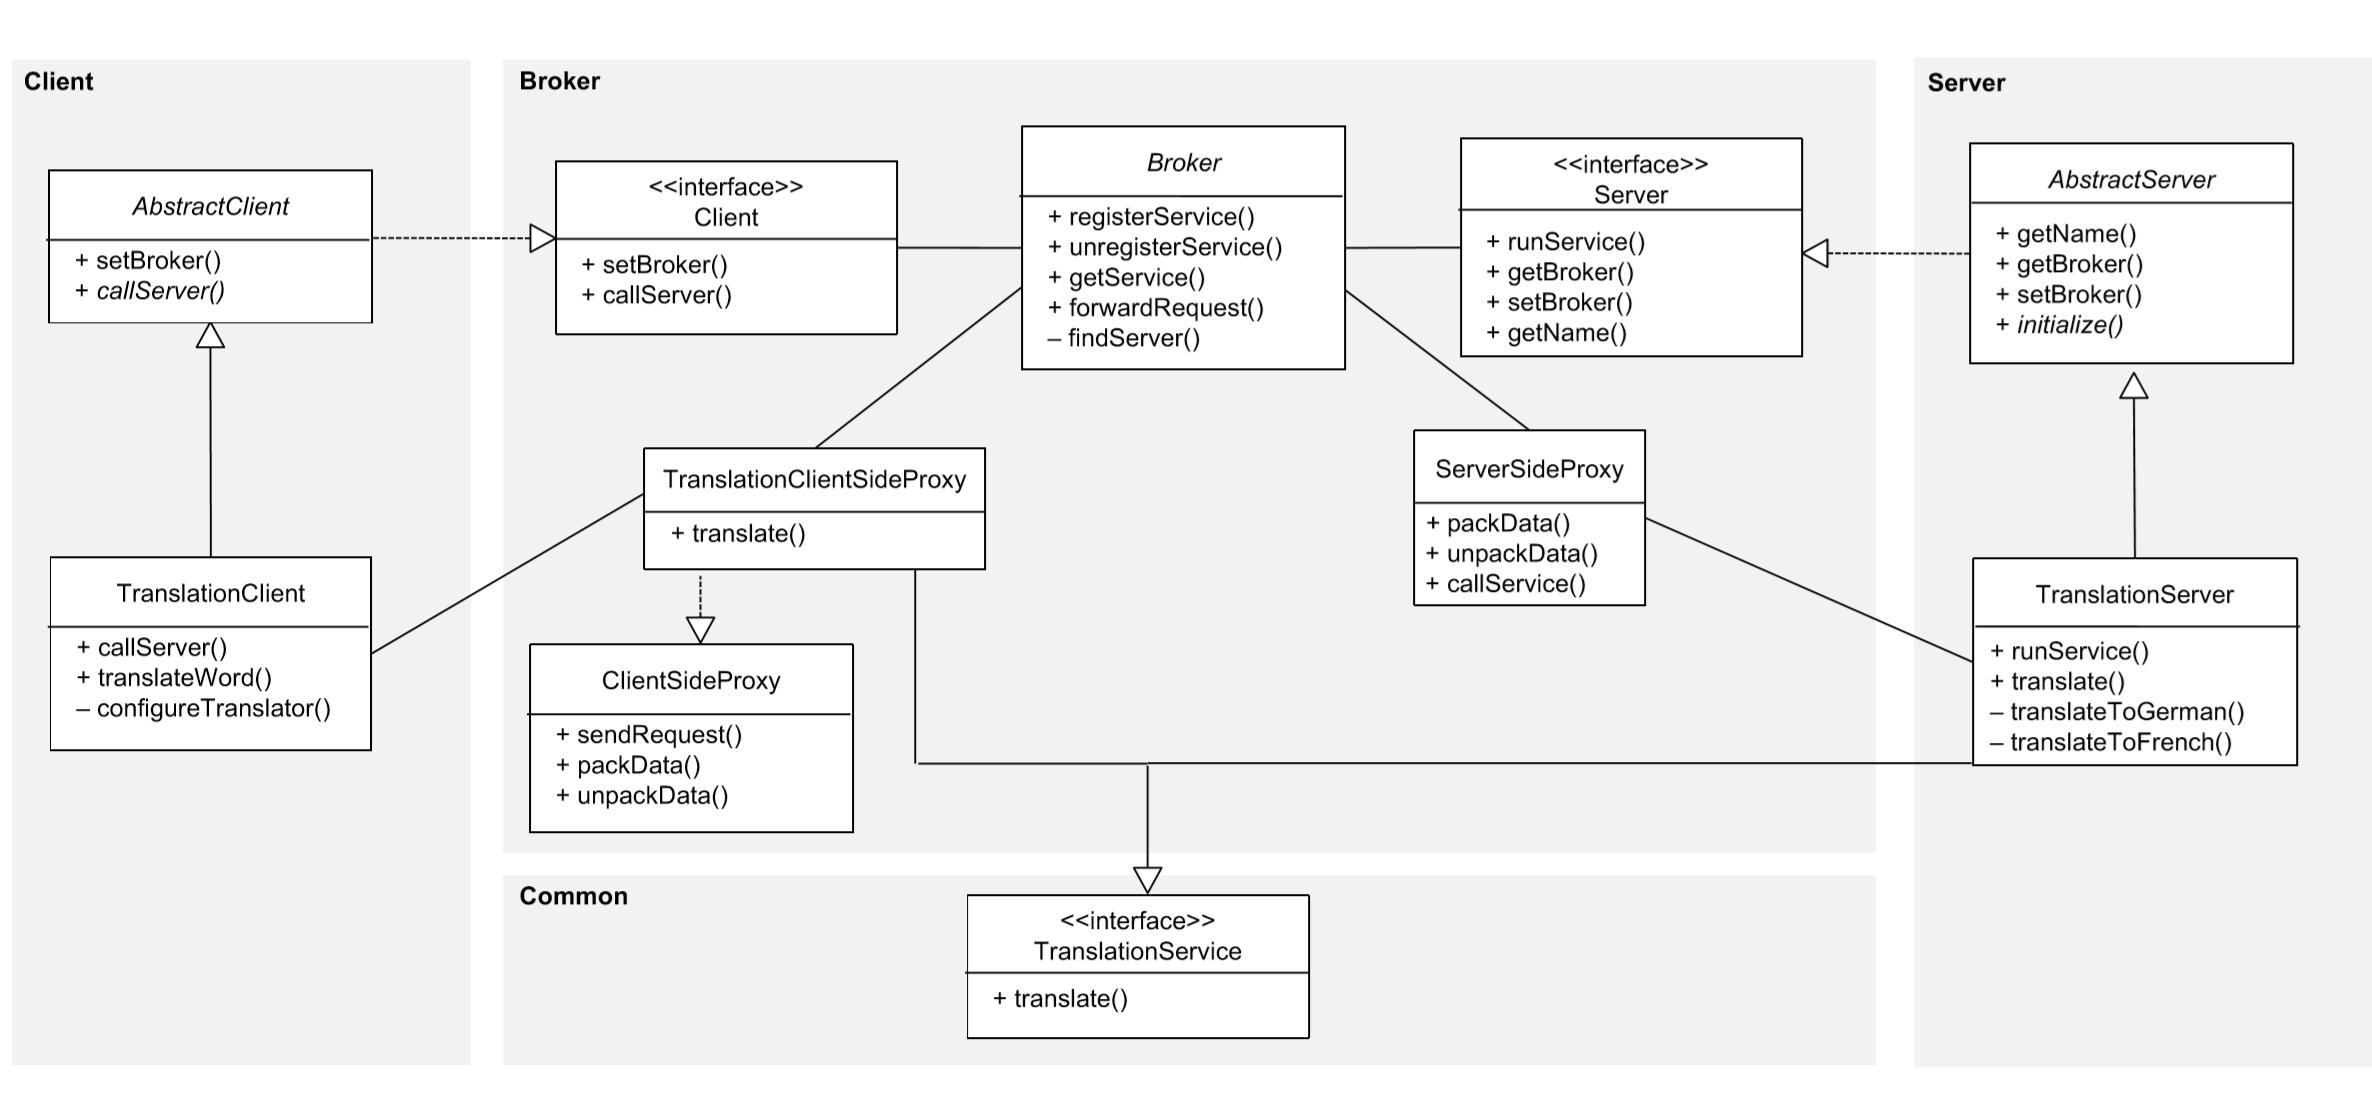 Client
AbstractClient
+ setBroker()
+ callServer()
TranslationClient
+ callServer()
+ translateWord()
– configureTranslator()
Broker
<<interface>>
Client
+ setBroker()
+ callServer()
Broker
+ registerService()
+ unregisterService()
+ getService()
+ forwardRequest()
– findServer()
<<interface>>
Server
+ runService()
+ getBroker()
+ setBroker()
+ getName()
TranslationClientSideProxy
+ translate()
ServerSideProxy
+ packData()
+ unpackData()
+ callService()
ClientSideProxy
+ sendRequest()
+ packData()
+ unpackData()
Common
<<interface>>
TranslationService
+ translate()
Server
AbstractServer
+ getName()
+ getBroker()
+ setBroker()
+ initialize()
TranslationServer
+ runService()
+ translate()
– translateToGerman()
– translateToFrench()